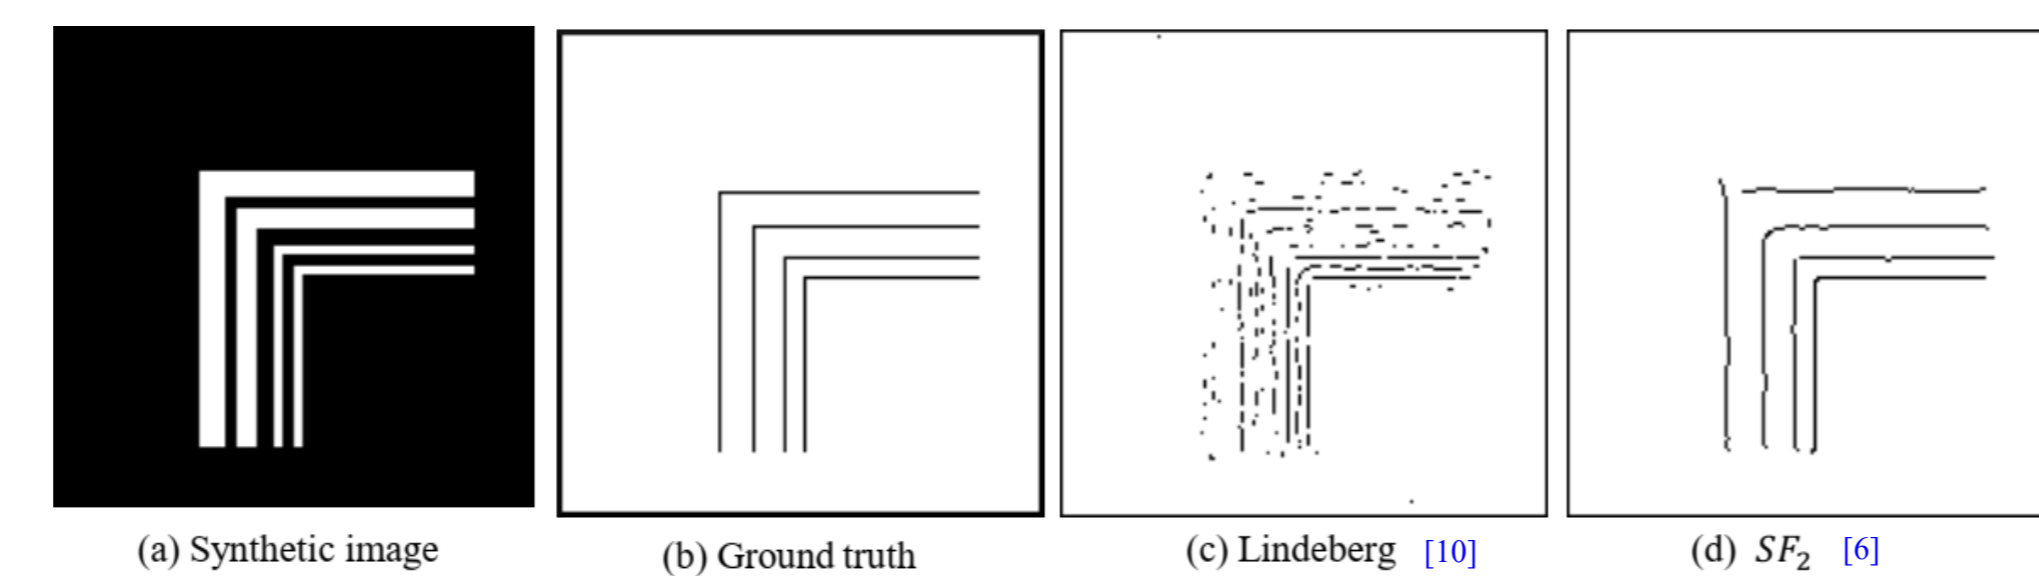 (a) Synthetic image
(b) Ground truth
(c) Lindeberg [10]
(d) SF₂ [6]